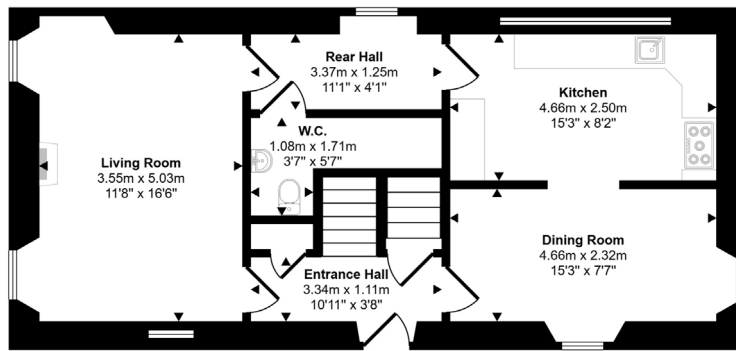 Rear Hall
3.37m x 1.25m
11'1" x 4'1"
Kitchen
4.66m x 2.50m
15'3" x 8'2"
W.C.
1.08m x 1.71m
3'7" x 5'7"
Living Room
3.55m x 5.03m
11'8" x 16'6"
Dining Room
4.66m x 2.32m
15'3" x 7'7"
Entrance Hall
3.34m x 1.11m
10'11" x 3'8"